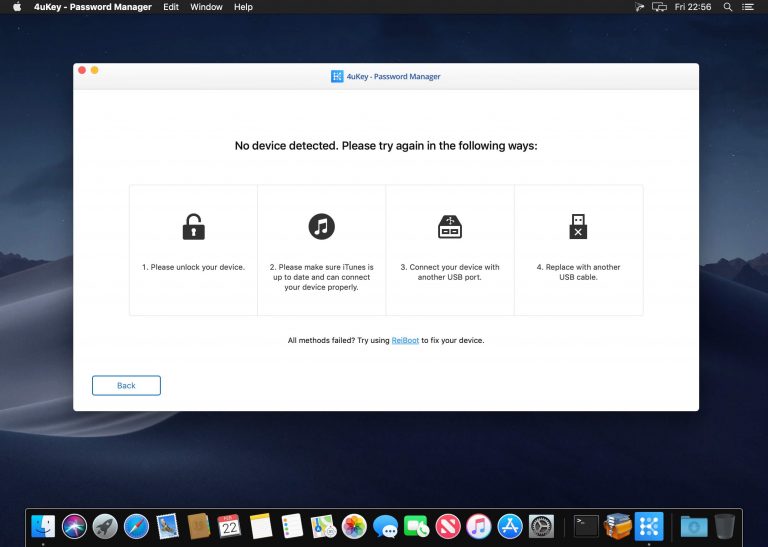 4uKey - Password Manager Edit Window Help Fri 22:56
4uKey - Password Manager
No device detected. Please try again in the following ways:
1. Please unlock your device.
2. Please make sure iTunes is
up to date and can connect
your device properly.
3. Connect your device with
another USB port.
4. Replace with another
USB cable.
All methods failed? Try using ReiBoot to fix your device.
Back
22